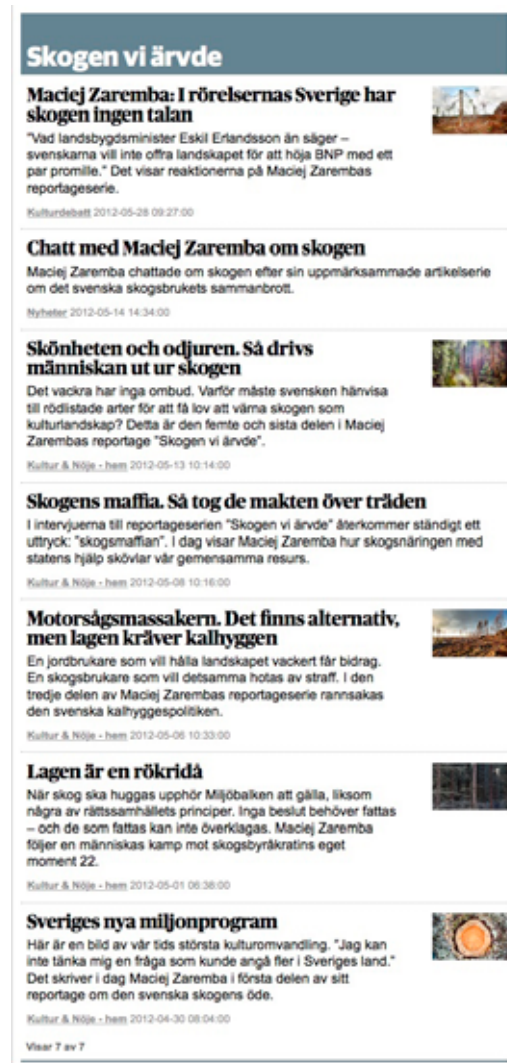 Skogen vi ärvde
Maciej Zaremba: I rörelsernas Sverige har
skogen ingen talan
"Vad landsbygdsminister Eskil Erlandsson än säger –
svenskarna vill inte offra landskapet för att höja BNP med ett
par promille." Det visar reaktionerna på Maciej Zarembas
reportageserie.
Kulturdebatt 2012-05-28 09:27:00
Chatt med Maciej Zaremba om skogen
Maciej Zaremba chattade om skogen efter sin uppmärksammade artikelserie
om det svenska skogsbrukets sammanbrott.
Nyheter 2012-05-14 14:34:00
Skönheten och odjuren. Så drivs
människan ut ur skogen
Det vackra har inga ombud. Varför måste svensken hänvisa
till rödlistade arter för att få lov att värna skogen som
kulturlandskap? Detta är den femte och sista delen i Maciej
Zarembas reportage "Skogen vi ärvde".
Kultur & Nöje - hem 2012-05-13 10:14:00
Skogens maffia. Så tog de makten över träden
I intervjuerna till reportageserien "Skogen vi ärvde" återkommer ständigt ett
uttryck: "skogsmaffian". I dag visar Maciej Zaremba hur skogsnäringen med
statens hjälp skövlar vår gemensamma resurs.
Kultur & Nöje - hem 2012-05-08 10:16:00
Motorsågsmassakern. Det finns alternativ,
men lagen kräver kalhyggen
En jordbrukare som vill hålla landskapet vackert får bidrag.
En skogsbrukare som vill detsamma hotas av straff. I den
tredje delen av Maciej Zarembas reportageserie rannsakas
den svenska kalhyggespolitiken.
Kultur & Nöje - hem 2012-05-06 10:33:00
Lagen är en rökridå
När skog ska huggas upphör Miljöbalken att gälla, liksom
några av rättssamhällets principer. Inga beslut behöver fattas
– och de som fattas kan inte överklagas. Maciej Zaremba
följer en människas kamp mot skogsbyråkratins eget
moment 22.
Kultur & Nöje - hem 2012-05-01 06:38:00
Sveriges nya miljonprogram
Här är en bild av vår tids största kulturomvandling. "Jag kan
inte tänka mig en fråga som kunde angå fler i Sveriges land."
Det skriver i dag Maciej Zaremba i första delen av sitt
reportage om den svenska skogens öde.
Kultur & Nöje - hem 2012-04-30 08:04:00
Visar 7 av 7